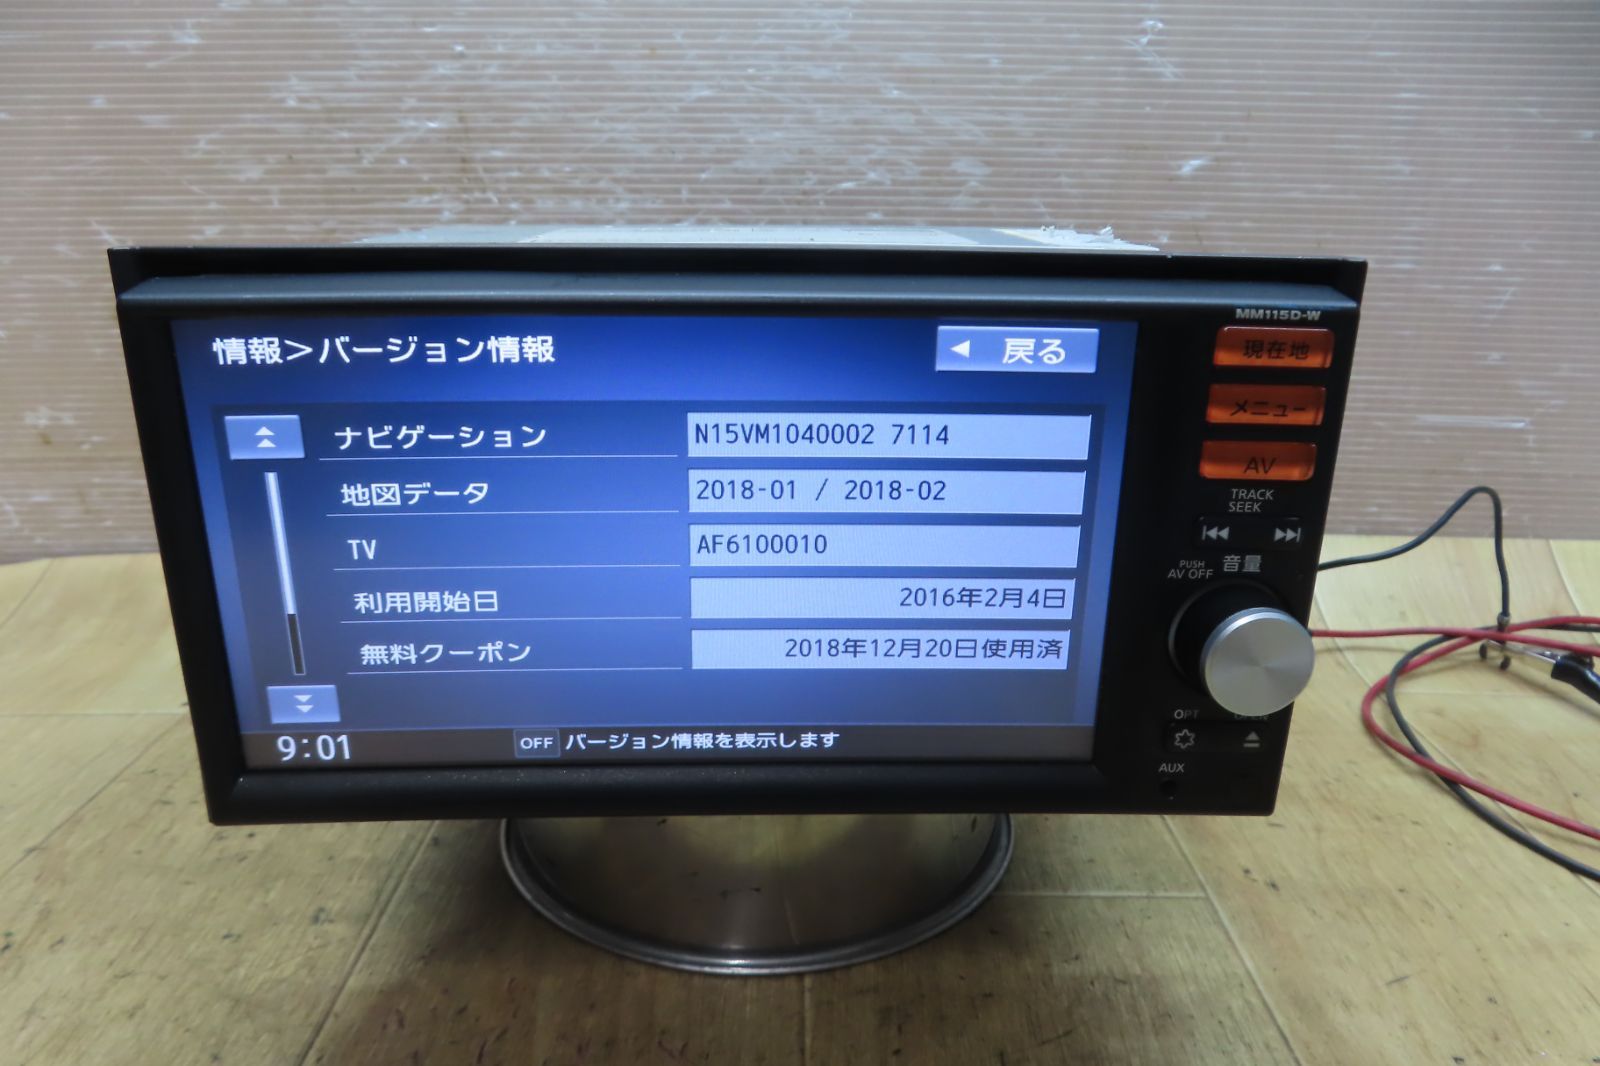 MM115D-W
情報>バージョン情報
戻る
現在地
メニュー
AV
ナビゲーション
N15VM1040002 7114
地図データ
2018-01 / 2018-02
TV
AF6100010
利用開始日
2016年2月4日
無料クーポン
2018年12月20日使用済
TRACK
SEEK
PUSH
AV OFF
音量
9:01
OFF
バージョン情報を表示します
OPT
OPEN
AUX